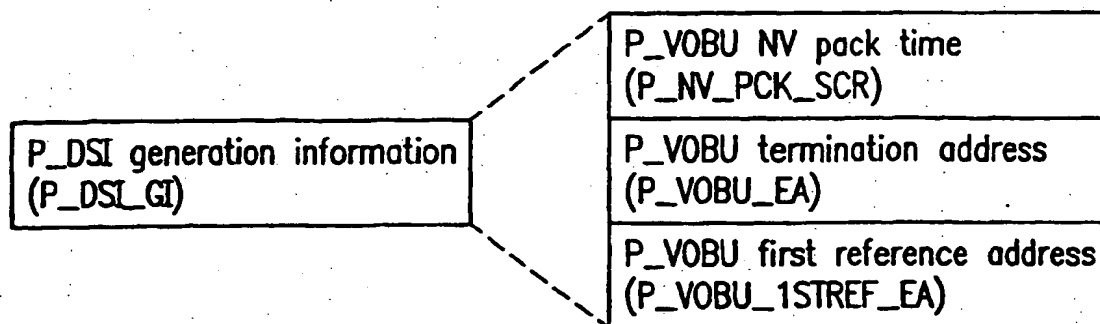 P_DSI generation information
(P_DSI_GI)
P_VOBU NV pack time
(P_NV_PCK_SCR)
P_VOBU termination address
(P_VOBU_EA)
P_VOBU first reference address
(P_VOBU_1STREF_EA)